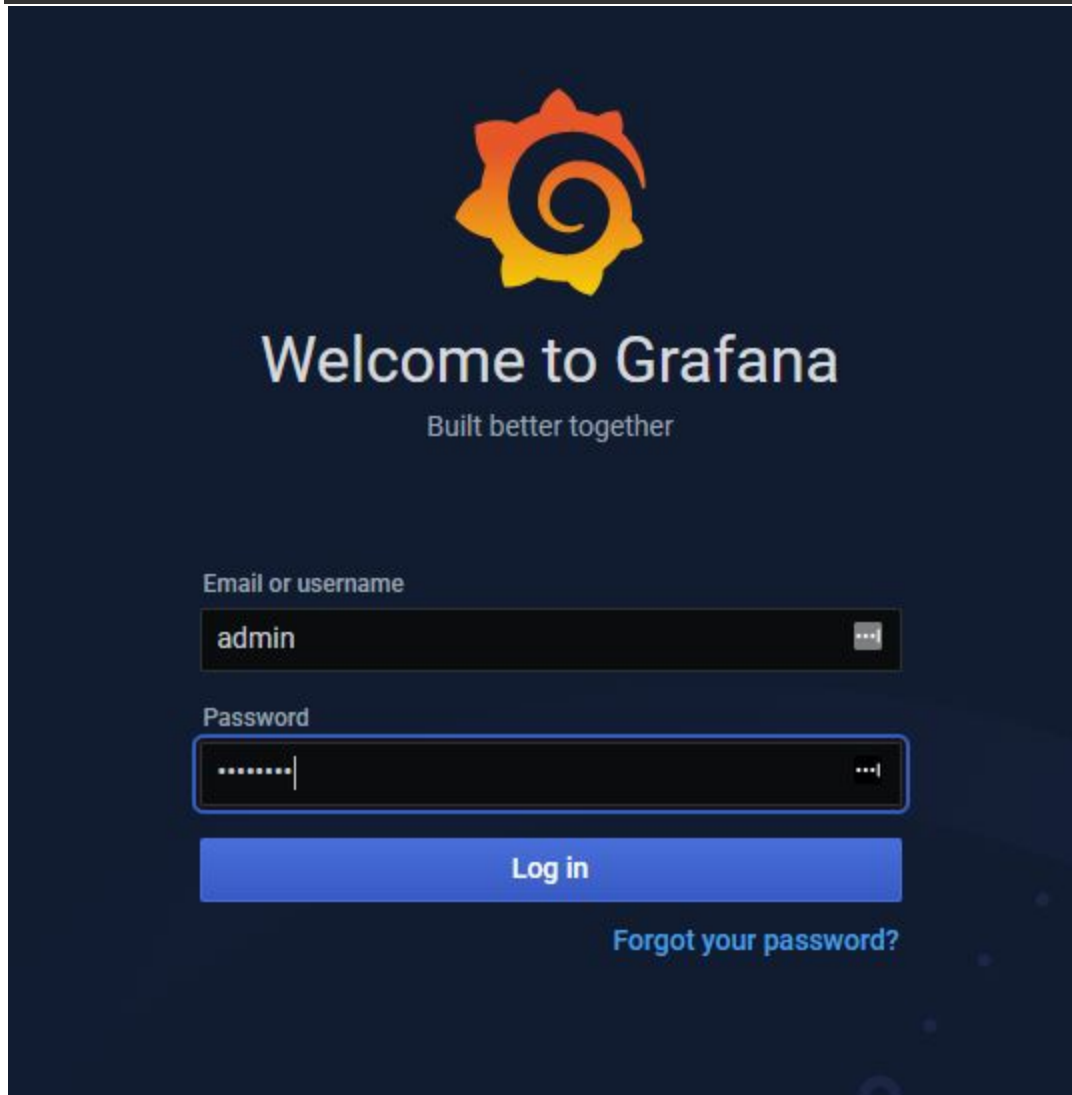 Welcome to Grafana
Built better together
Email or username
admin
Password
••••••••
Log in
Forgot your password?